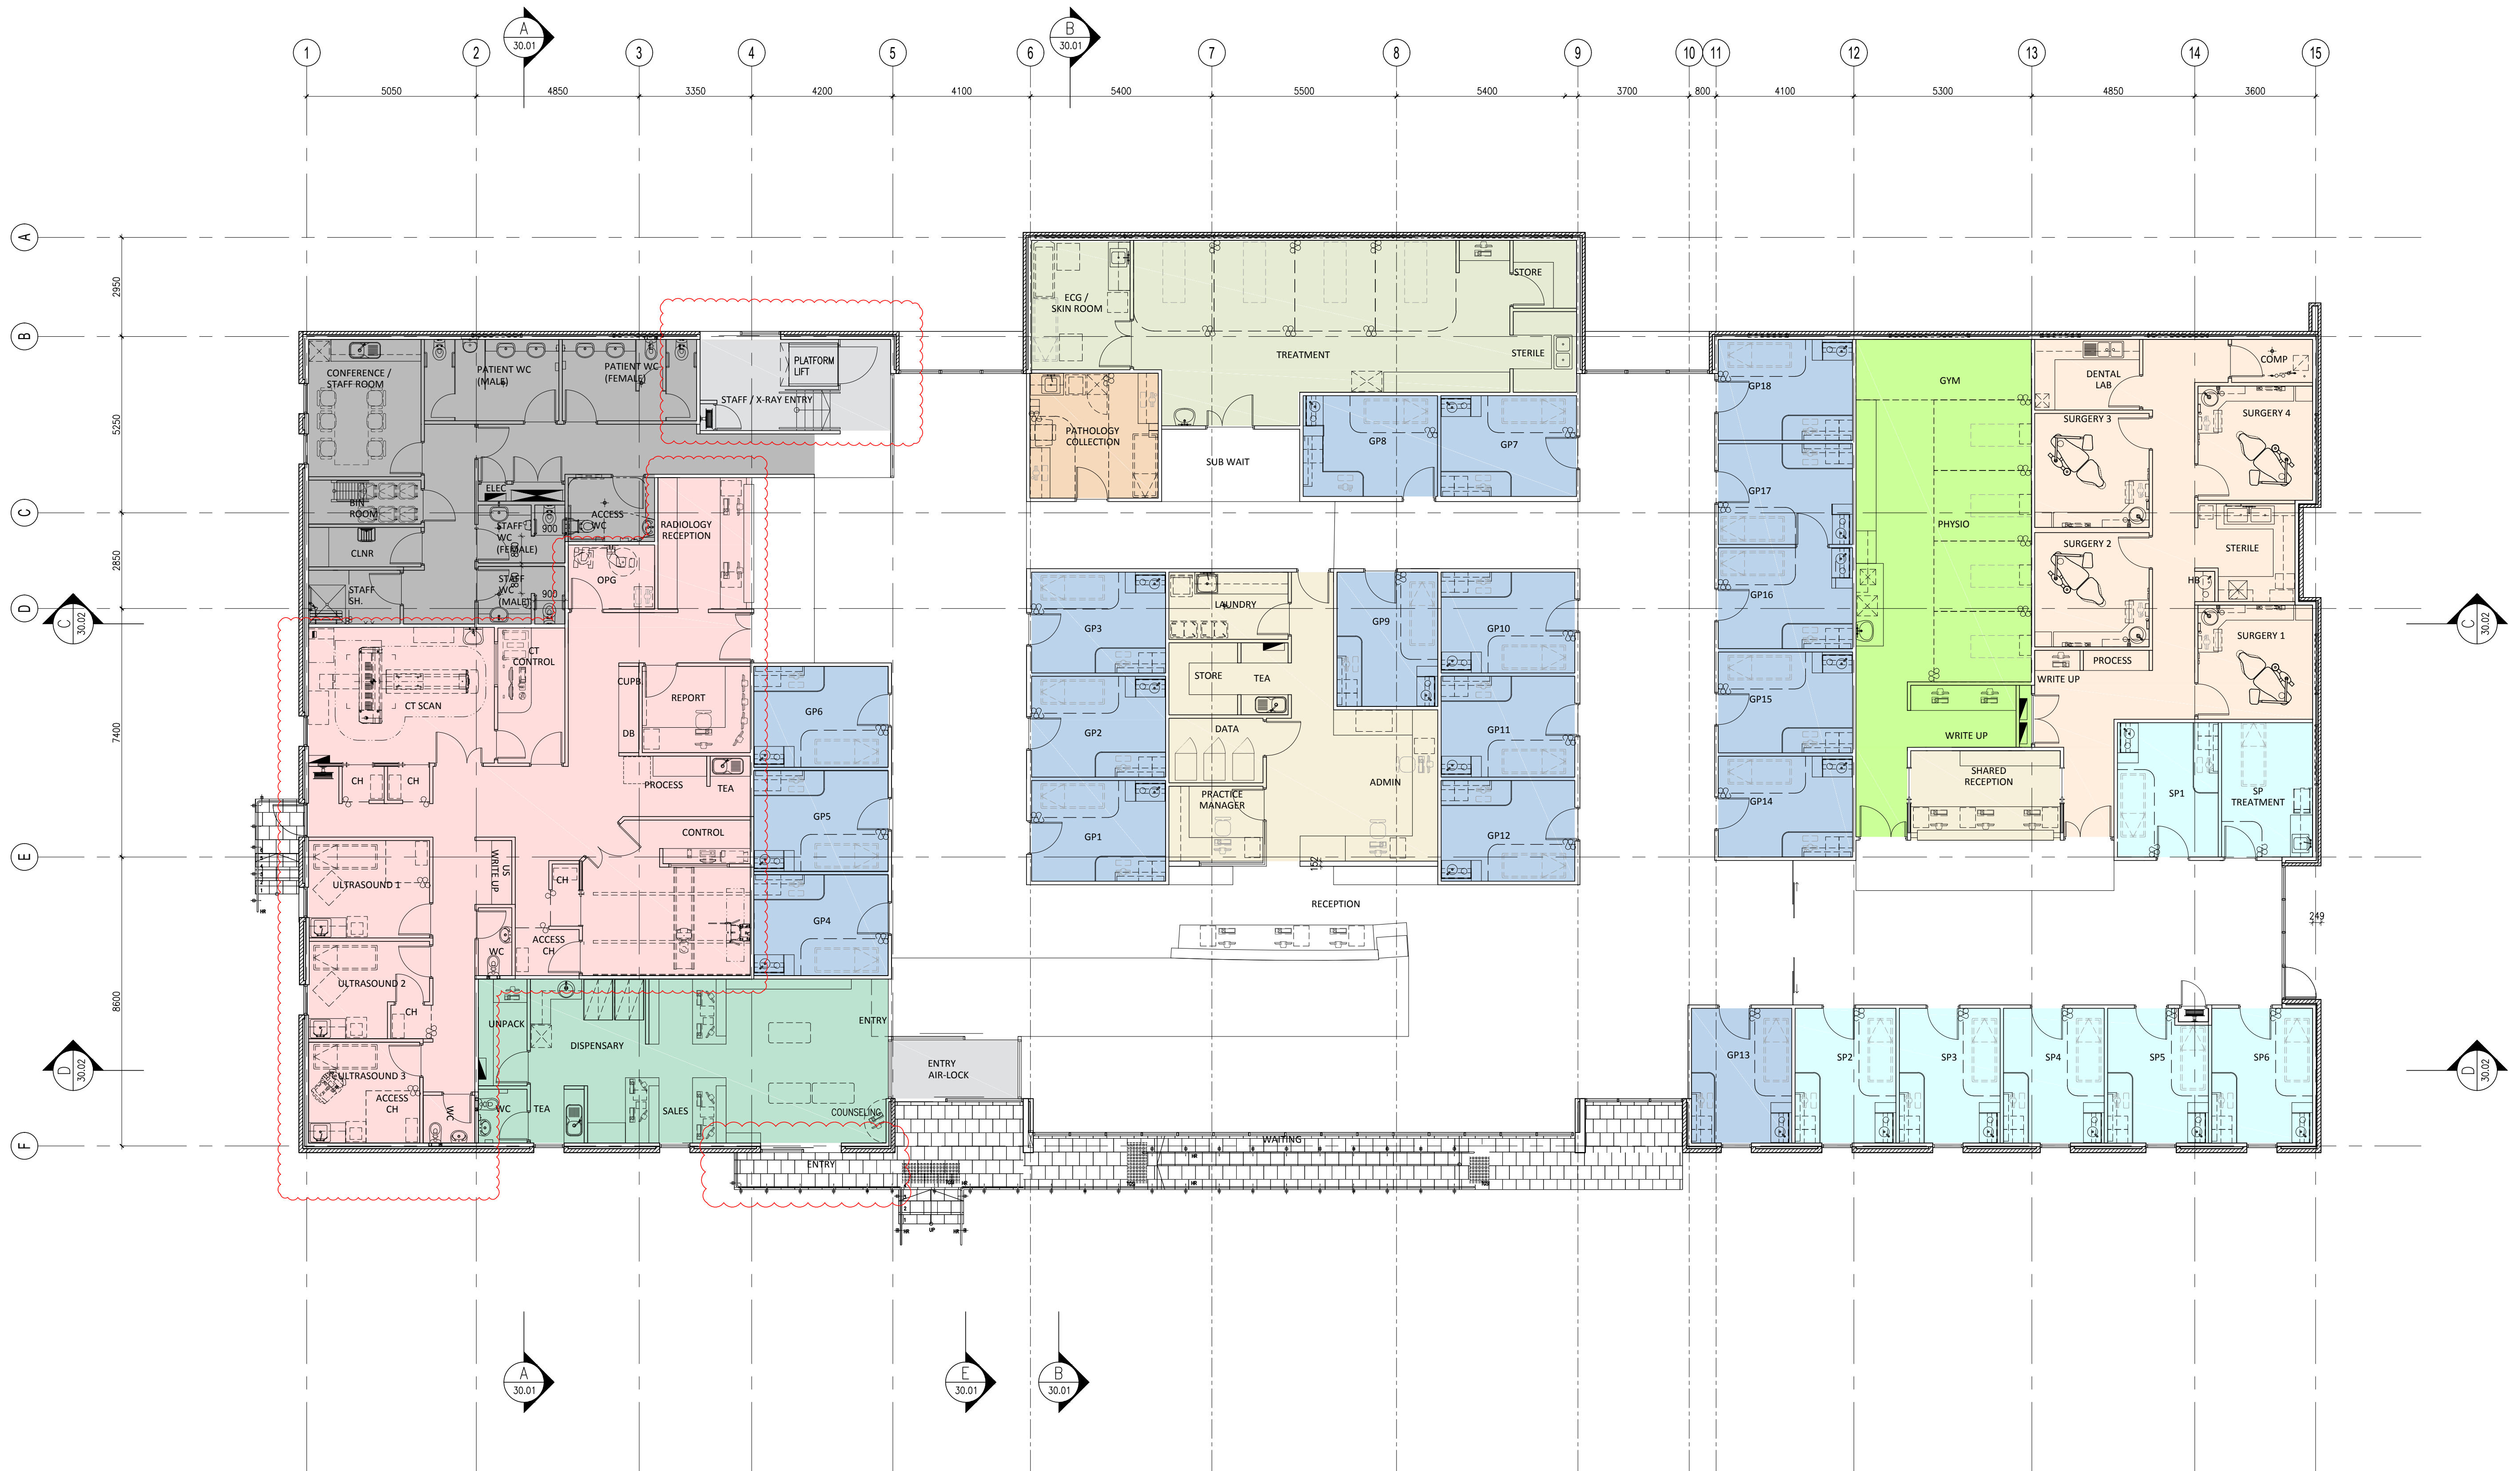 A
30.01
B
30.01
1
2
3
4
5
6
7
8
9
10
11
12
13
14
15
5050
4850
3350
4200
4100
5400
5500
5400
3700
800
4100
5300
4850
3600
A
B
C
D
E
F
2950
5250
2850
7400
8600
C
30.02
D
30.02
C
30.02
D
30.02
CONFERENCE /
STAFF ROOM
PATIENT WC
(MALE)
PATIENT WC
(FEMALE)
PLATFORM
LIFT
STAFF / X-RAY ENTRY
BIN
ROOM
ELEC
CLNR
STAFF
WC
(FEMALE)
900
ACCESS
WC
STAFF
SH.
STAFF
WC
(MALE)
900
RADIOLOGY
RECEPTION
OPG
CT
CONTROL
CT SCAN
CUPB.
REPORT
DB
CH
CH
PROCESS
TEA
CONTROL
ULTRASOUND 1
US
WRITE UP
CH
ULTRASOUND 2
WC
ACCESS
CH
CH
ULTRASOUND 3
ACCESS
CH
WC
GP6
GP5
GP4
UNPACK
DISPENSARY
ENTRY
WC
TEA
SALES
COUNSELING
ENTRY
AIR-LOCK
ENTRY
HR
2
1
UP
HR
HR
ECG /
SKIN ROOM
STORE
TREATMENT
STERILE
PATHOLOGY
COLLECTION
SUB WAIT
GP8
GP7
GP3
LAUNDRY
GP9
GP10
STORE
TEA
GP2
DATA
GP11
PRACTICE
MANAGER
ADMIN
GP1
GP12
152
RECEPTION
WAITING
HR
HR
GP18
GYM
DENTAL
LAB
COMP
SURGERY 3
SURGERY 4
GP17
PHYSIO
SURGERY 2
STERILE
HB
GP16
SURGERY 1
PROCESS
WRITE UP
GP15
WRITE UP
SHARED
RECEPTION
GP14
SP1
SP
TREATMENT
249
GP13
SP2
SP3
SP4
SP5
SP6
A
30.01
E
30.01
B
30.01